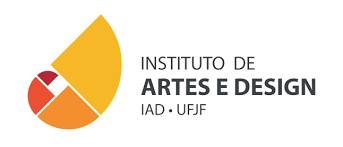 INSTITUTO DE
ARTES E DESIGN
IAD • UFJF